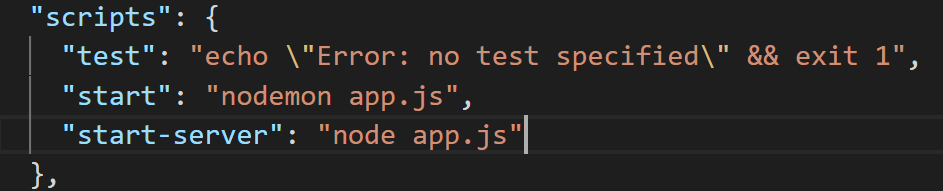 "scripts": {
"test": "echo \"Error: no test specified\" && exit 1",
"start": "nodemon app.js",
"start-server": "node app.js"
},